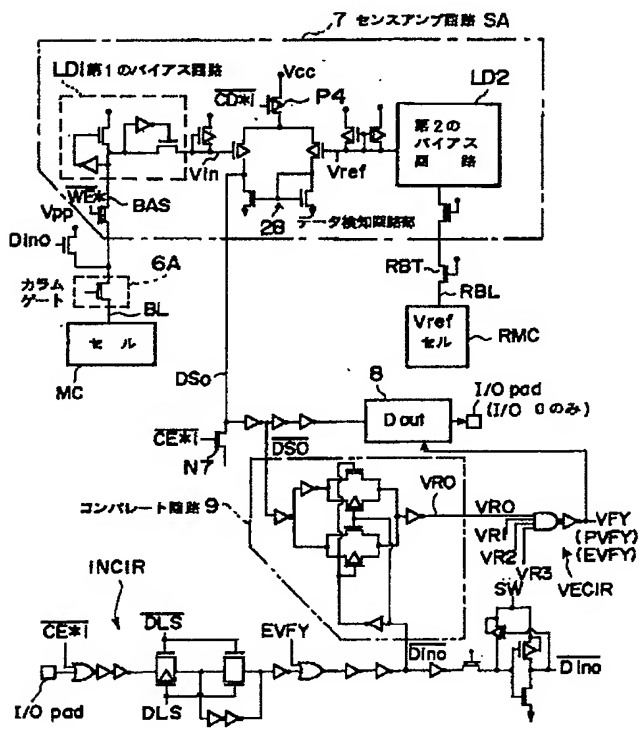 7 センスアンプ回路 SA
LDi 第1のバイアス回路
Vcc
CD*i
P4
LD2
第2の
バイアス
回路
Vin
Vref
WE*
BAS
Vpp
28
データ検知回路部
Dino
6A
カラム
ゲート
BL
セル
MC
RBT
RBL
Vref
セル
RMC
DSo
8
Dout
I/O pad
(I/O 0のみ)
CE*i
N7
DSO
コンパレート回路 9
VRO
VRO
VR1
VR2
VR3
VFY
(PVFY)
(EVFY)
VECIR
INCIR
SW
CE*i
DLS
EVFY
Dino
Dino
I/O pad
DLS